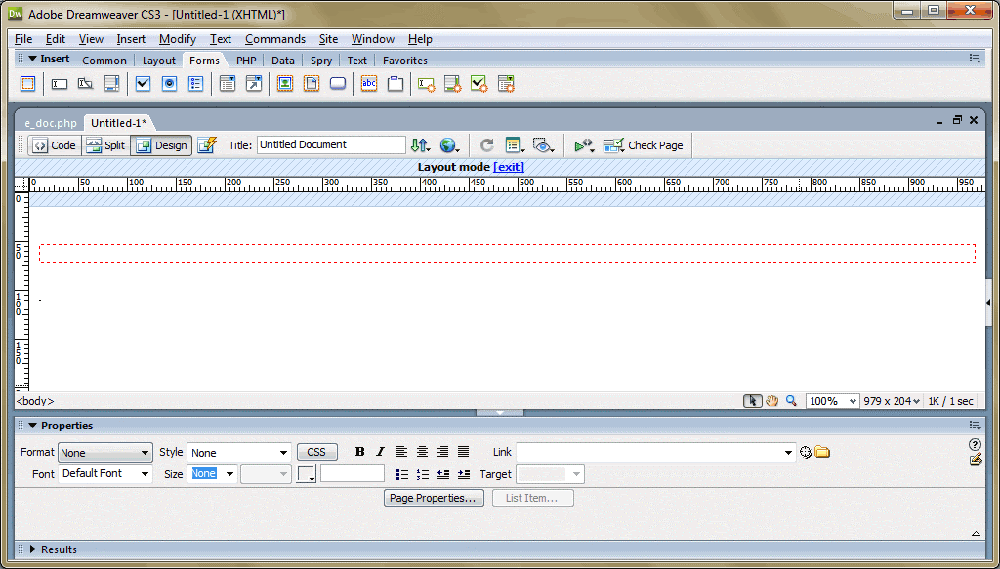 Dw Adobe Dreamweaver CS3 - [Untitled-1 (XHTML)*]
File Edit View Insert Modify Text Commands Site Window Help
Insert Common Layout Forms PHP Data Spry Text Favorites
abc
e_doc.php Untitled-1*
Code Split Design Title: Untitled Document Check Page
Layout mode [exit]
0 50 100 150 200 250 300 350 400 450 500 550 600 650 700 750 800 850 900 950
0
50
100
150
<body> 100% 979 x 204 1K / 1 sec
Properties
Format None Style None CSS B I Link
Font Default Font Size None Target
Page Properties... List Item...
Results